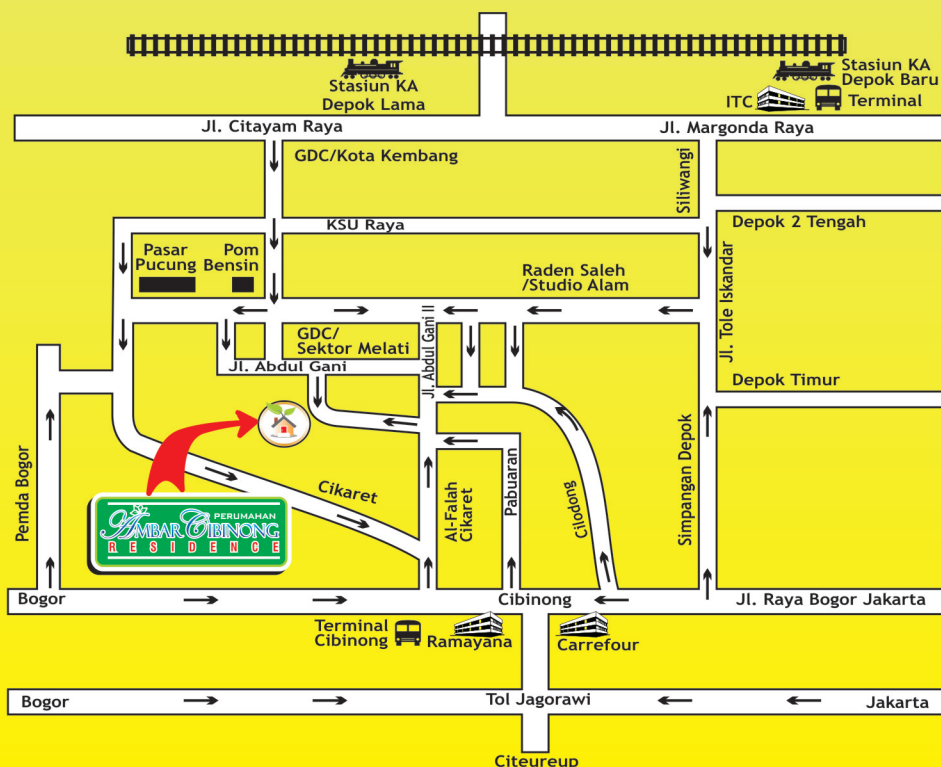 Stasiun KA
Depok Lama
Stasiun KA
Depok Baru
ITC
Terminal
Jl. Citayam Raya
Jl. Margonda Raya
GDC/Kota Kembang
Siliwangi
KSU Raya
Depok 2 Tengah
Pasar
Pucung
Pom
Bensin
Raden Saleh
/Studio Alam
Jl. Tole Iskandar
GDC/
Sektor Melati
Jl. Abdul Gani II
Jl. Abdul Gani
Depok Timur
Pemda Bogor
Cikaret
Al-Falah
Cikaret
Pabuaran
Cilodong
Simpangan Depok
PERUMAHAN
AMBAR CIBINONG
RESIDENCE
Bogor
Cibinong
Jl. Raya Bogor Jakarta
Terminal
Cibinong
Ramayana
Carrefour
Bogor
Tol Jagorawi
Jakarta
Citeureup